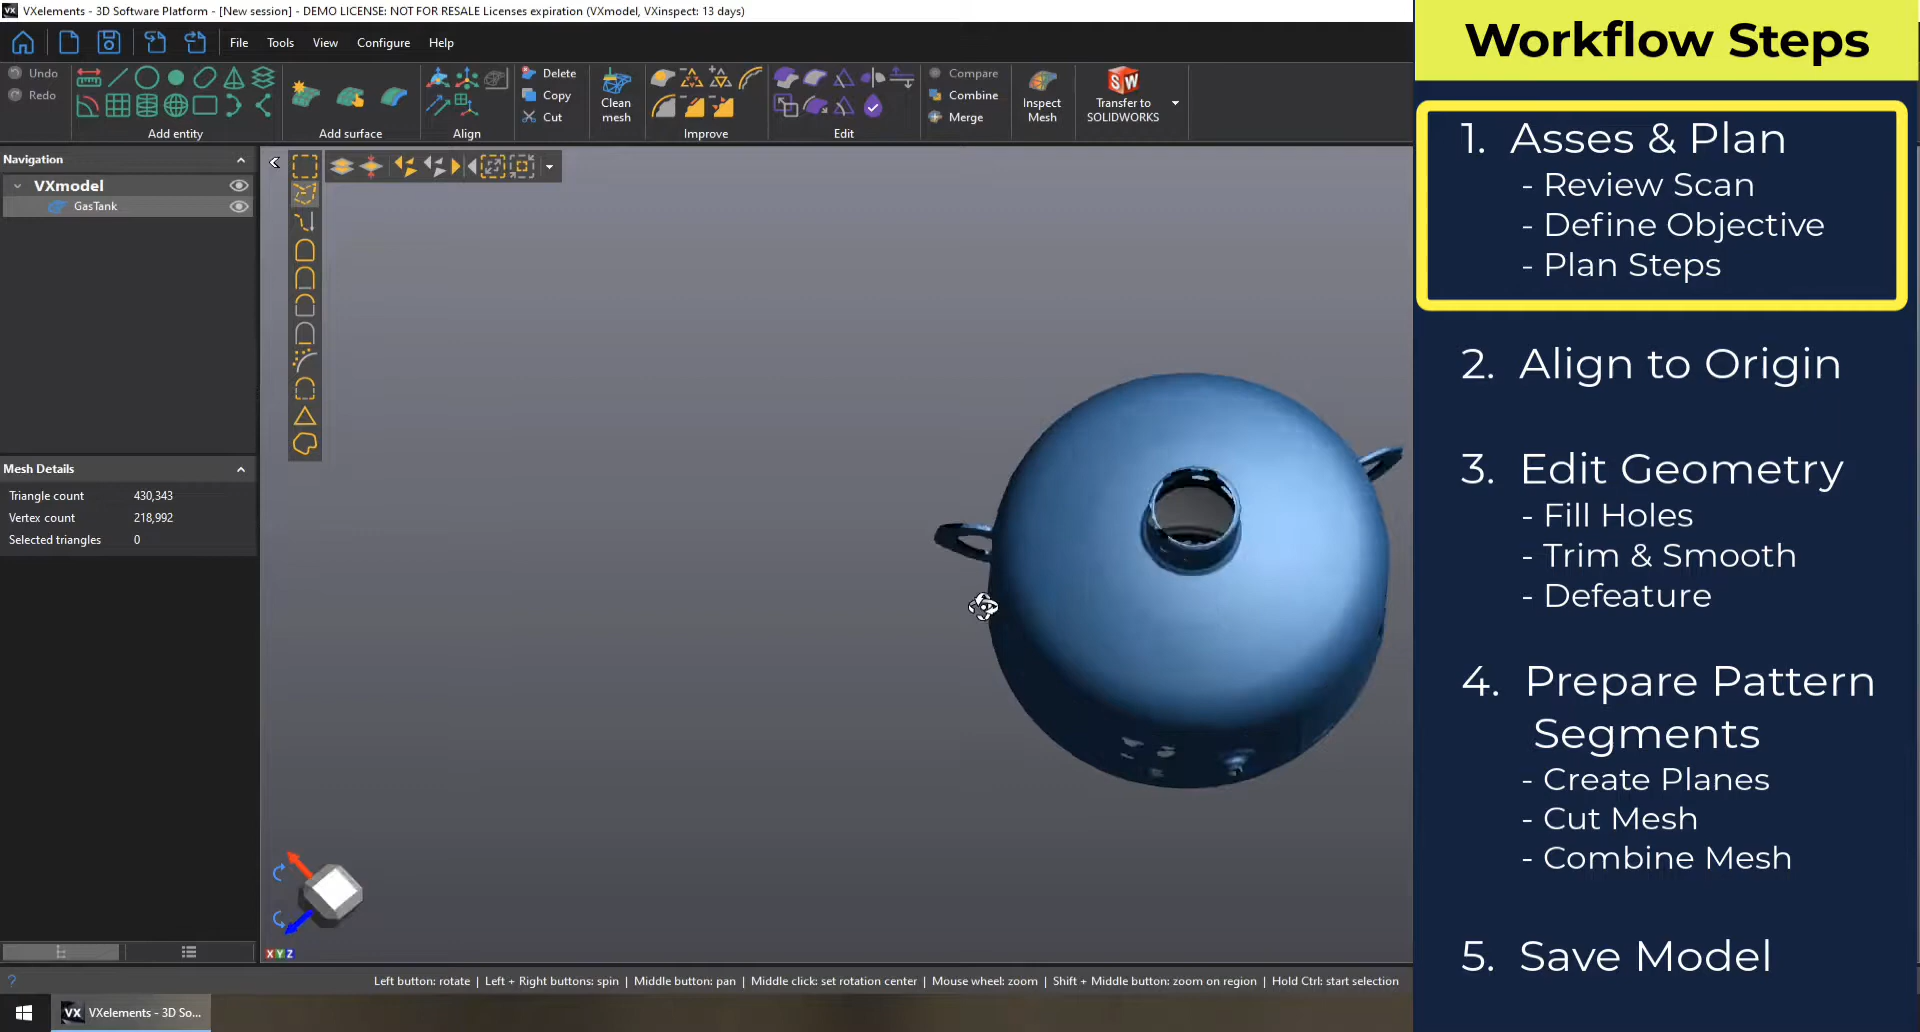 VXelements - 3D Software Platform - [New session] - DEMO LICENSE: NOT FOR RESALE Licenses expiration (VXmodel, VXinspect: 13 days)
File Tools View Configure Help
Undo
Redo
Add entity
Add surface
Align
Delete
Copy
Cut
Clean
mesh
Improve
Edit
Compare
Combine
Merge
Inspect
Mesh
SW
Transfer to
SOLIDWORKS
Navigation
VXmodel
GasTank
Mesh Details
Triangle count 430,343
Vertex count 218,992
Selected triangles 0
XYZ
Left button: rotate | Left + Right buttons: spin | Middle button: pan | Middle click: set rotation center | Mouse wheel: zoom | Shift + Middle button: zoom on region | Hold Ctrl: start selection
VX VXelements - 3D So...
Workflow Steps
1. Asses & Plan
- Review Scan
- Define Objective
- Plan Steps
2. Align to Origin
3. Edit Geometry
- Fill Holes
- Trim & Smooth
- Defeature
4. Prepare Pattern
Segments
- Create Planes
- Cut Mesh
- Combine Mesh
5. Save Model